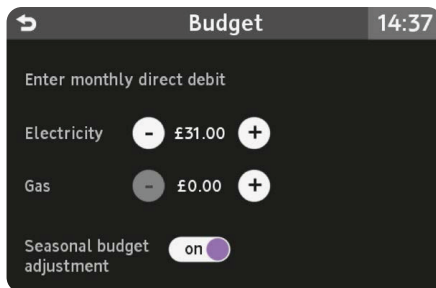 Budget 14:37
Enter monthly direct debit
Electricity - £31.00 +
Gas - £0.00 +
Seasonal budget on
adjustment